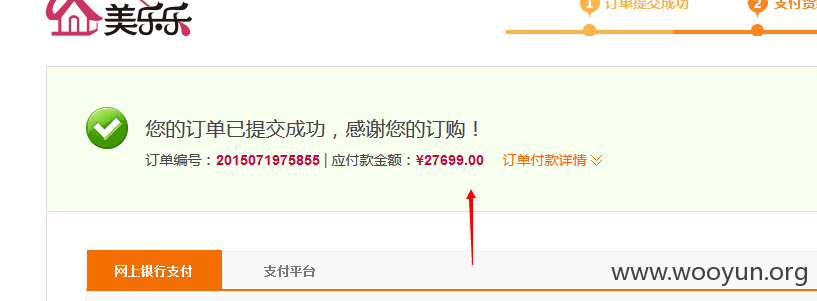 美乐乐
1 订单提交成功
2 支付货
您的订单已提交成功，感谢您的订购！
订单编号：2015071975855 | 应付款金额：¥27699.00 订单付款详情
网上银行支付 支付平台
www.wooyun.org